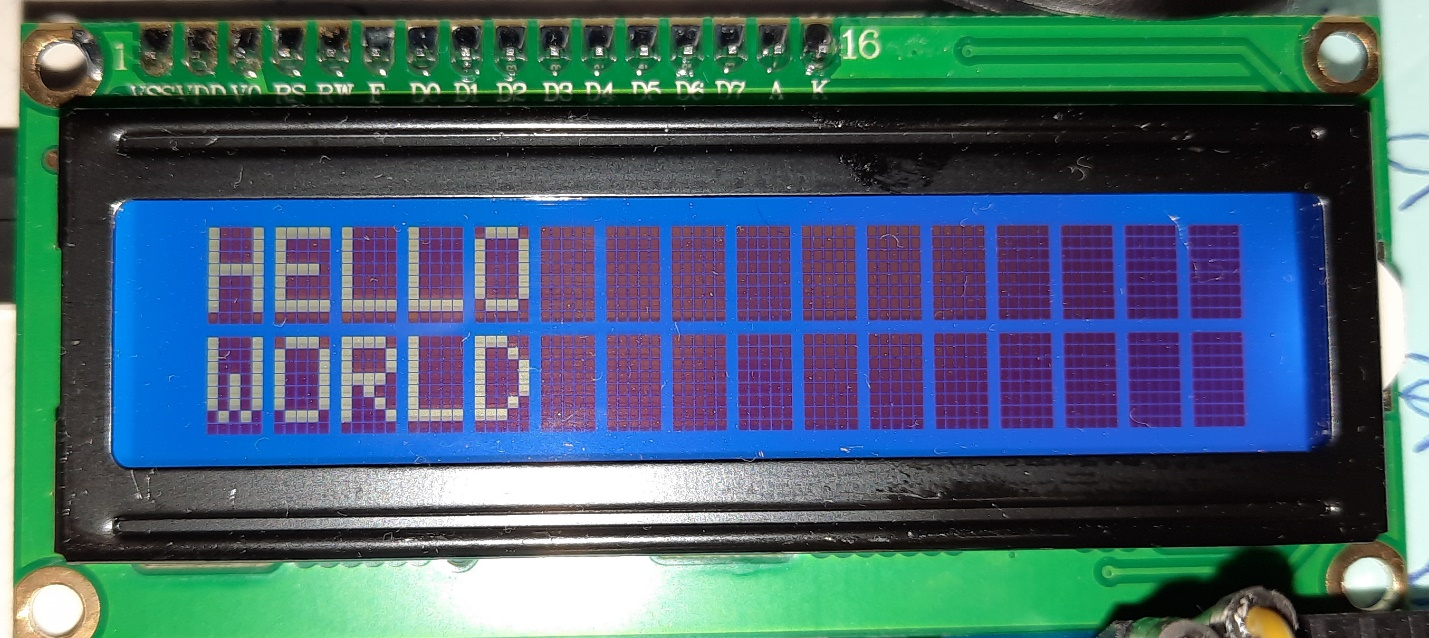 1 16
VSS VDD V0 RS RW E D0 D1 D2 D3 D4 D5 D6 D7 A K
HELLO
WORLD